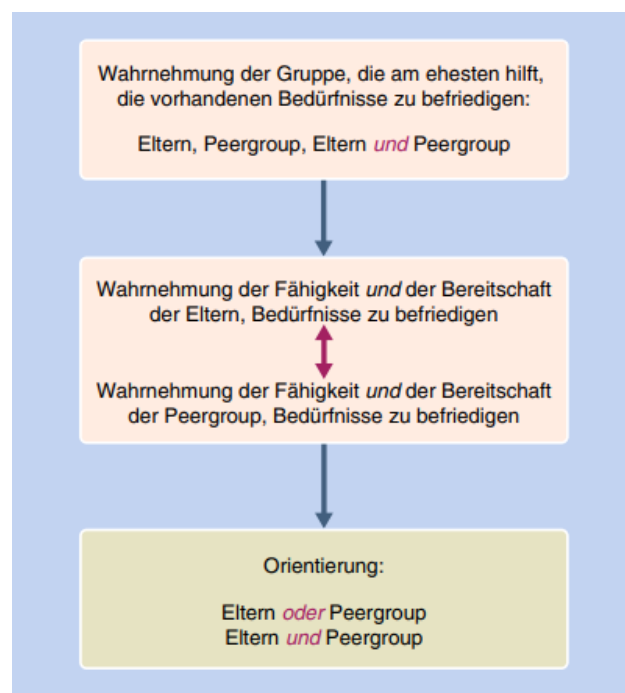 Wahrnehmung der Gruppe, die am ehesten hilft,
die vorhandenen Bedürfnisse zu befriedigen:
Eltern, Peergroup, Eltern und Peergroup
Wahrnehmung der Fähigkeit und der Bereitschaft
der Eltern, Bedürfnisse zu befriedigen
Wahrnehmung der Fähigkeit und der Bereitschaft
der Peergroup, Bedürfnisse zu befriedigen
Orientierung:
Eltern oder Peergroup
Eltern und Peergroup